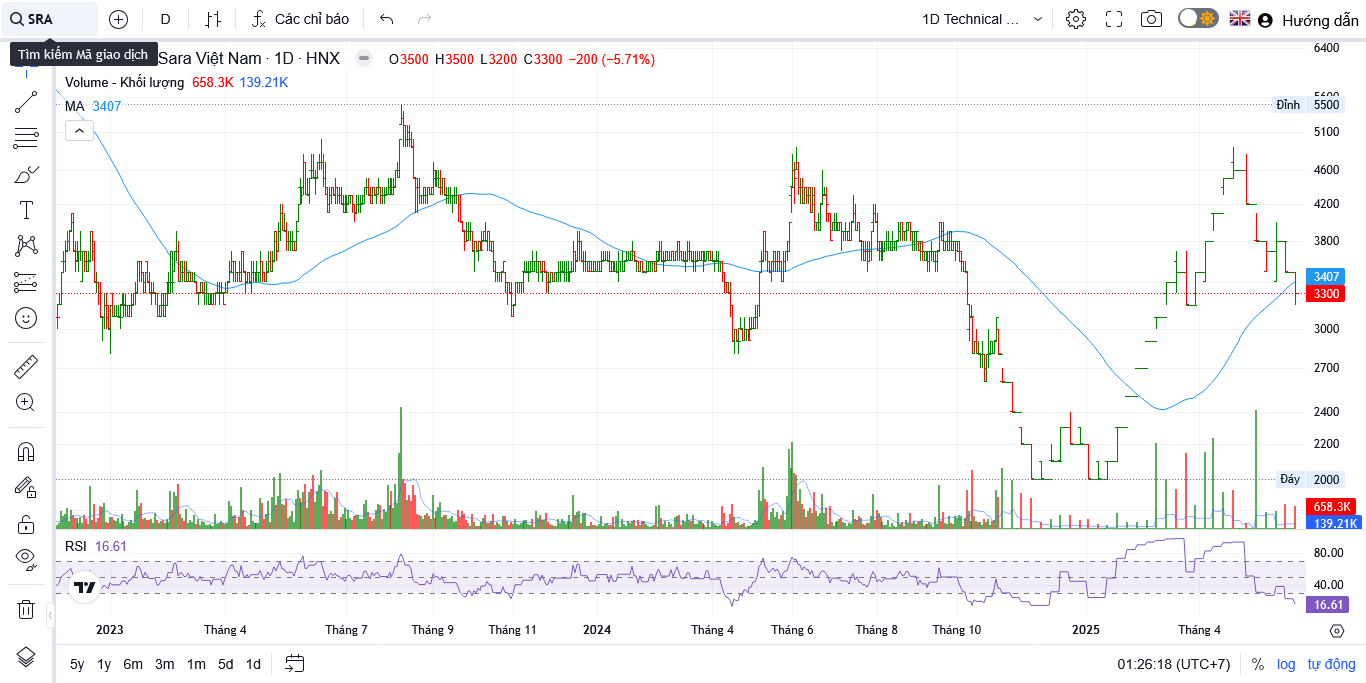 SRA
D
Các chỉ báo
1D Technical ...
Hướng dẫn
Tìm kiếm Mã giao dịch
Sara Việt Nam · 1D · HNX
O3500 H3500 L3200 C3300 −200 (−5.71%)
Volume - Khối lượng 658.3K 139.21K
MA 3407
6400
5600
Đỉnh 5500
5100
4600
4200
3800
3407
3300
3000
2700
2400
2200
Đáy 2000
658.3K
139.21K
RSI 16.61
80.00
40.00
16.61
2023 Tháng 4 Tháng 7 Tháng 9 Tháng 11 2024 Tháng 4 Tháng 6 Tháng 8 Tháng 10 2025 Tháng 4
5y 1y 6m 3m 1m 5d 1d
01:26:18 (UTC+7) % log tự động